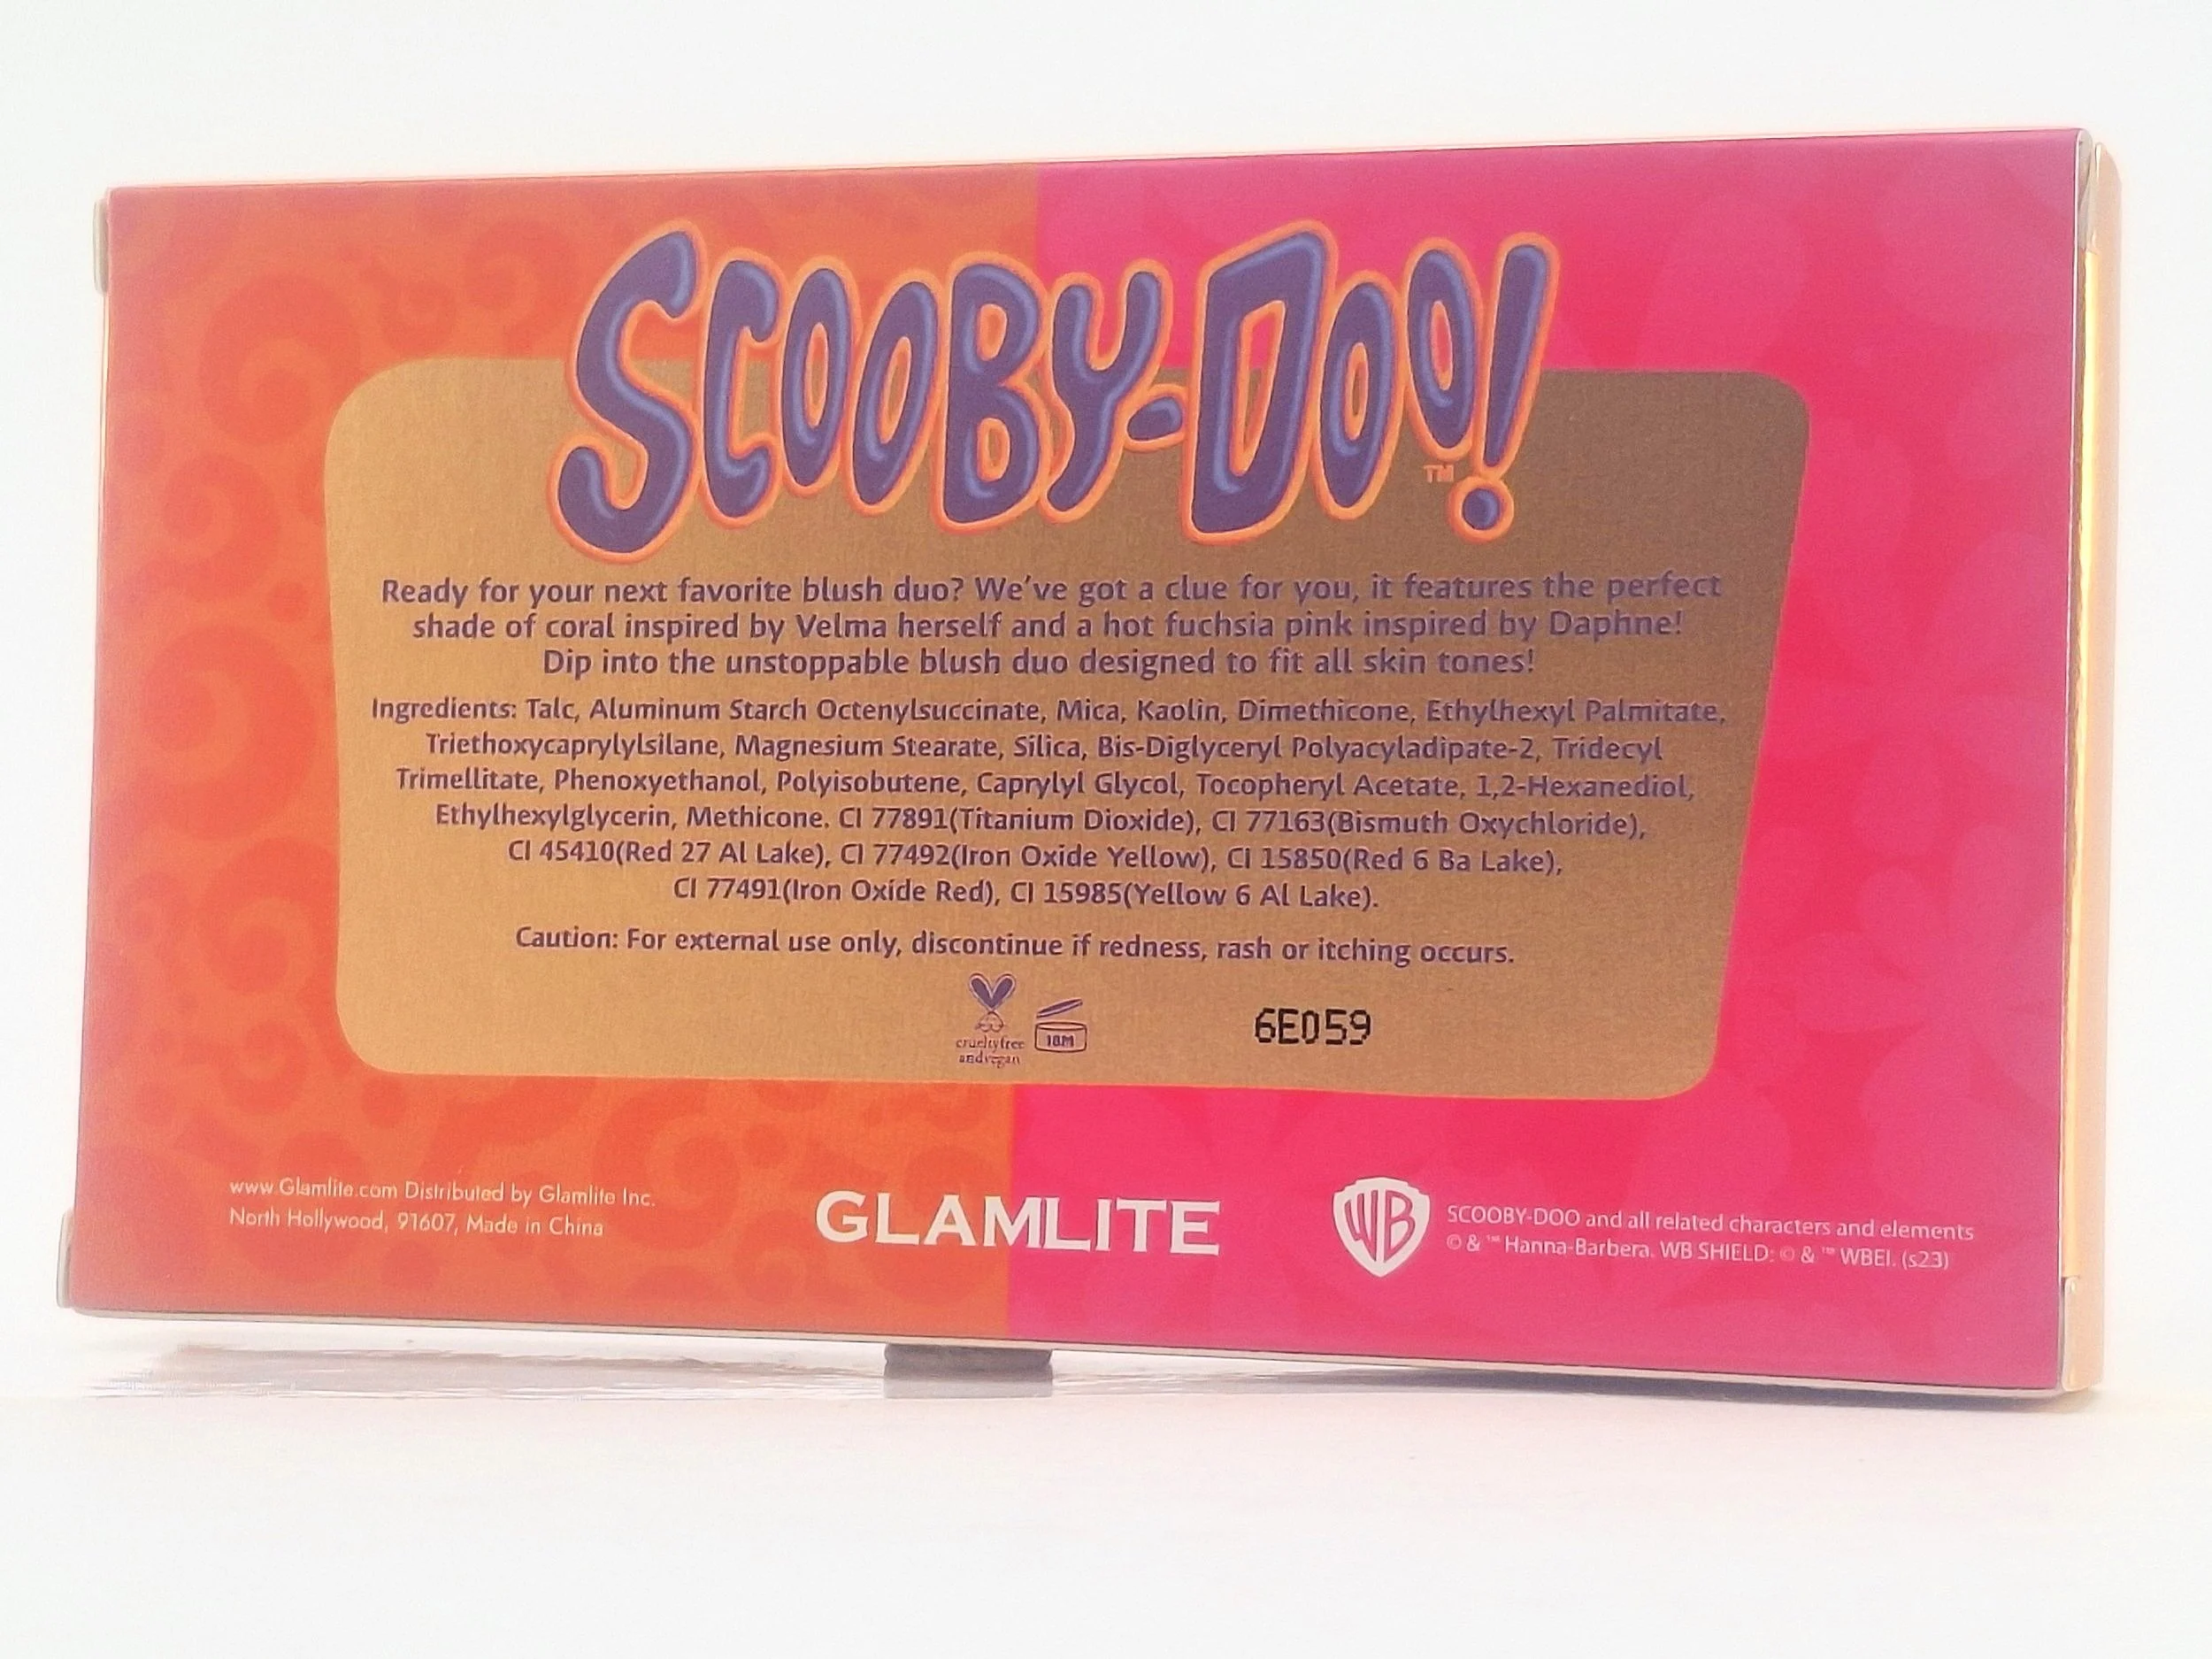 SCOOBY-DOO!
TM
Ready for your next favorite blush duo? We've got a clue for you, it features the perfect
shade of coral inspired by Velma herself and a hot fuchsia pink inspired by Daphne!
Dip into the unstoppable blush duo designed to fit all skin tones!
Ingredients: Talc, Aluminum Starch Octenylsuccinate, Mica, Kaolin, Dimethicone, Ethylhexyl Palmitate,
Triethoxycaprylylsilane, Magnesium Stearate, Silica, Bis-Diglyceryl Polyacyladipate-2, Tridecyl
Trimellitate, Phenoxyethanol, Polyisobutene, Caprylyl Glycol, Tocopheryl Acetate, 1,2-Hexanediol,
Ethylhexylglycerin, Methicone. CI 77891(Titanium Dioxide), CI 77163(Bismuth Oxychloride),
CI 45410(Red 27 Al Lake), CI 77492(Iron Oxide Yellow), CI 15850(Red 6 Ba Lake),
CI 77491(Iron Oxide Red), CI 15985(Yellow 6 Al Lake).
Caution: For external use only, discontinue if redness, rash or itching occurs.
crueltyfree
andvegan
18M
6E059
www.Glamlite.com Distributed by Glamlite Inc.
North Hollywood, 91607, Made in China
GLAMLITE
WB
SCOOBY-DOO and all related characters and elements
© & ™ Hanna-Barbera. WB SHIELD: © & ™ WBEI. (s23)